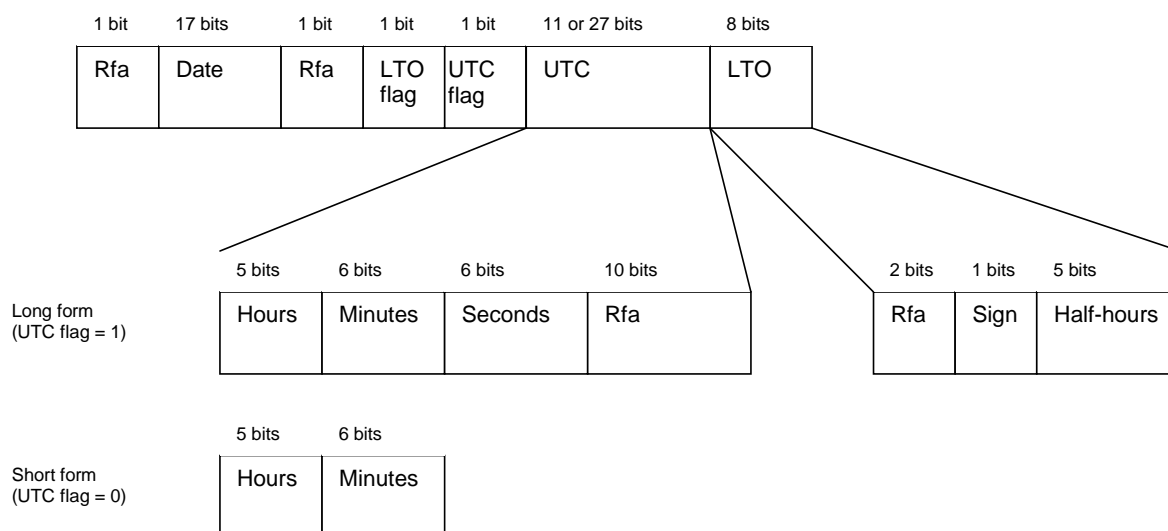 1 bit 17 bits 1 bit 1 bit 1 bit 11 or 27 bits 8 bits
Rfa Date Rfa LTO flag UTC flag UTC LTO
5 bits 6 bits 6 bits 10 bits 2 bits 1 bits 5 bits
Long form
(UTC flag = 1)
Hours Minutes Seconds Rfa Rfa Sign Half-hours
5 bits 6 bits
Short form
(UTC flag = 0)
Hours Minutes